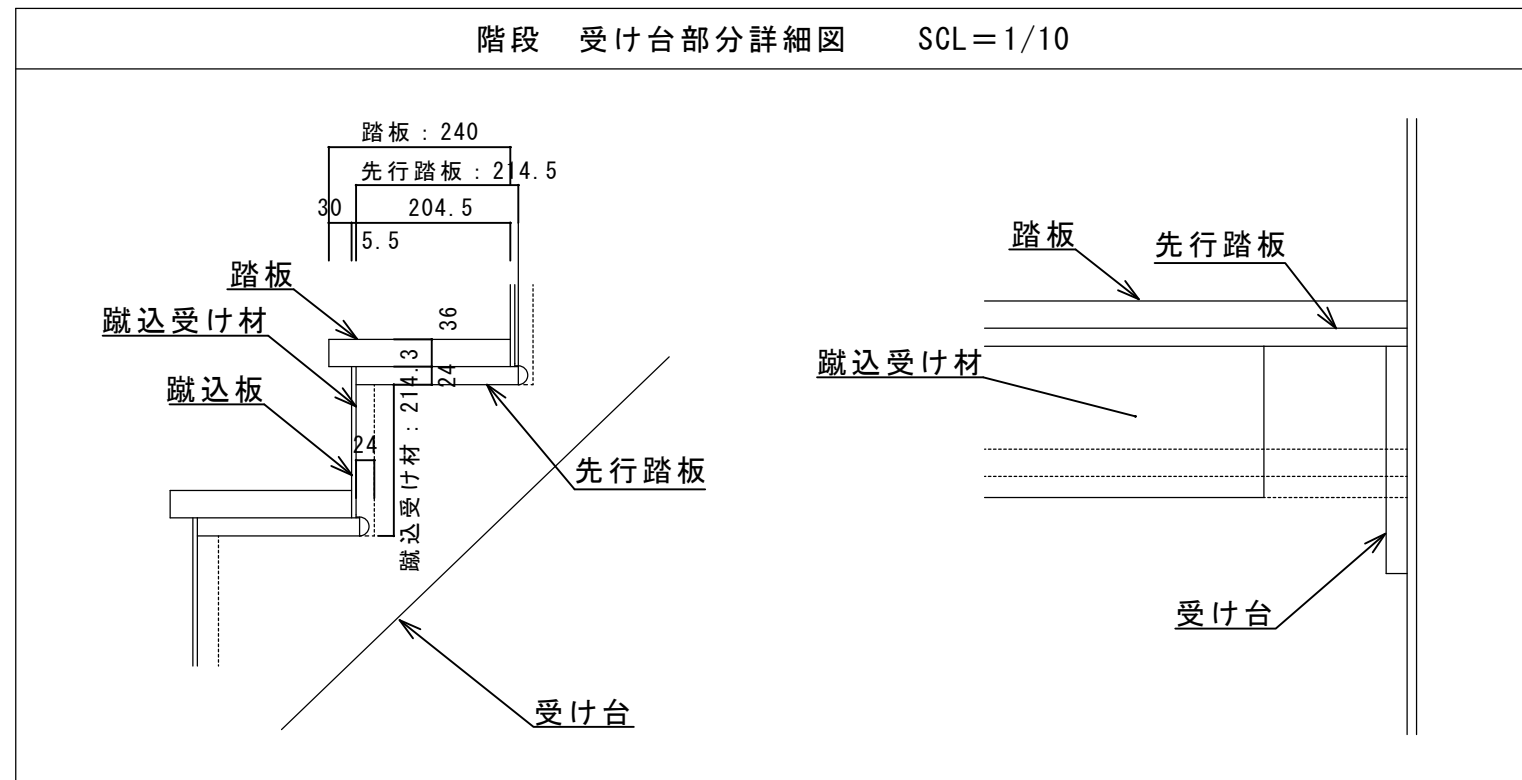 階段　受け台部分詳細図　　SCL＝1/10
踏板：240
先行踏板：214.5
30
204.5
5.5
踏板
蹴込受け材
蹴込板
36
24
蹴込受け材：214.3
24
先行踏板
受け台
踏板
先行踏板
蹴込受け材
受け台